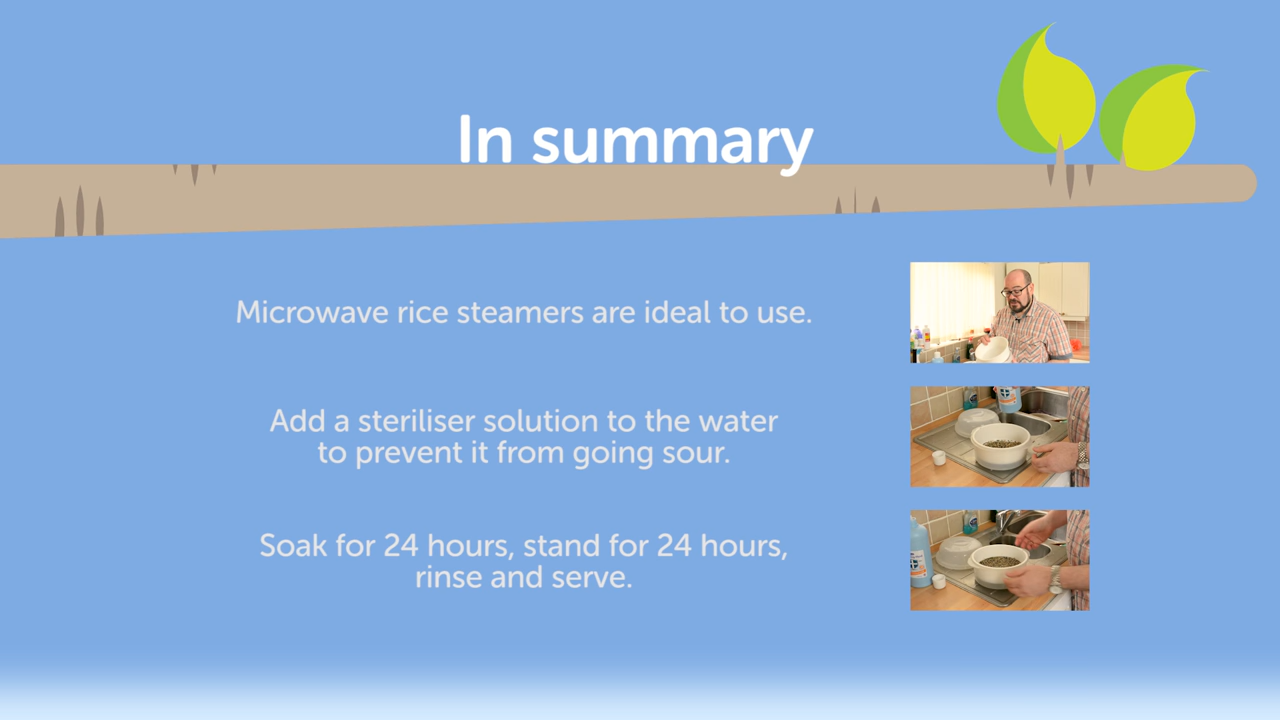 In summary
Microwave rice steamers are ideal to use.
Add a steriliser solution to the water
to prevent it from going sour.
Soak for 24 hours, stand for 24 hours,
rinse and serve.